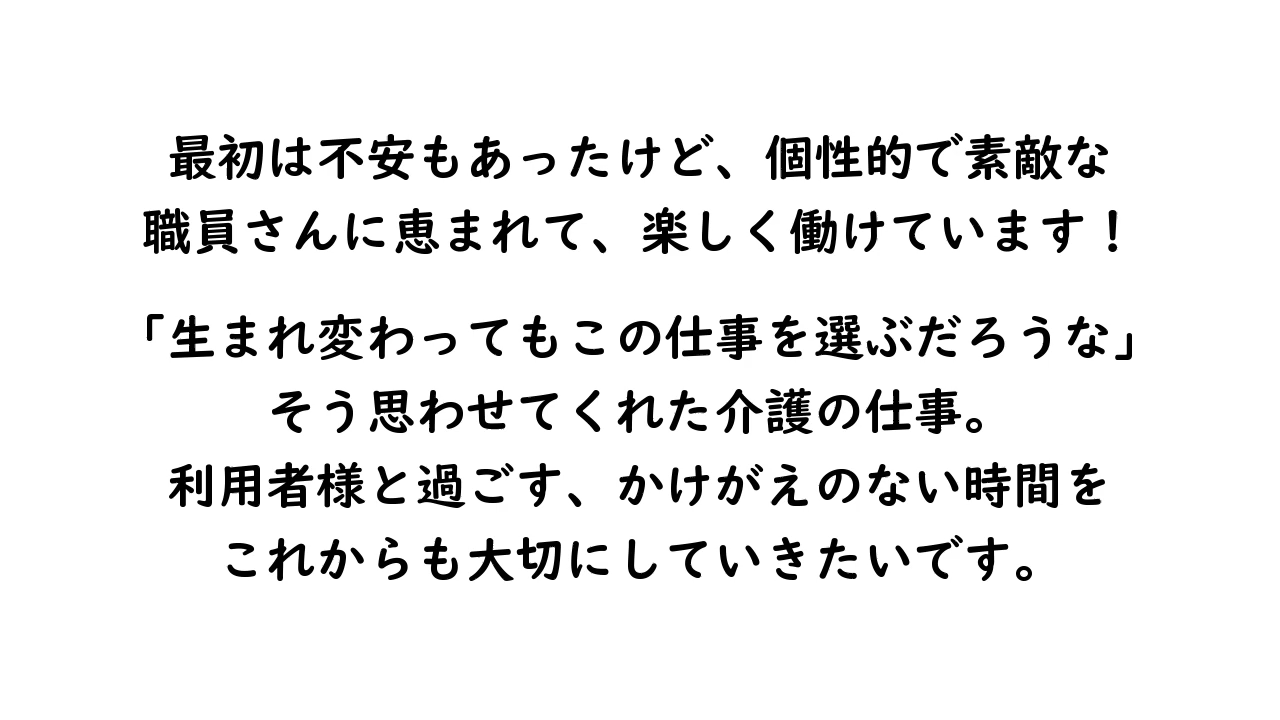 最初は不安もあったけど、個性的で素敵な
職員さんに恵まれて、楽しく働けています！
「生まれ変わってもこの仕事を選ぶだろうな」
そう思わせてくれた介護の仕事。
利用者様と過ごす、かけがえのない時間を
これからも大切にしていきたいです。